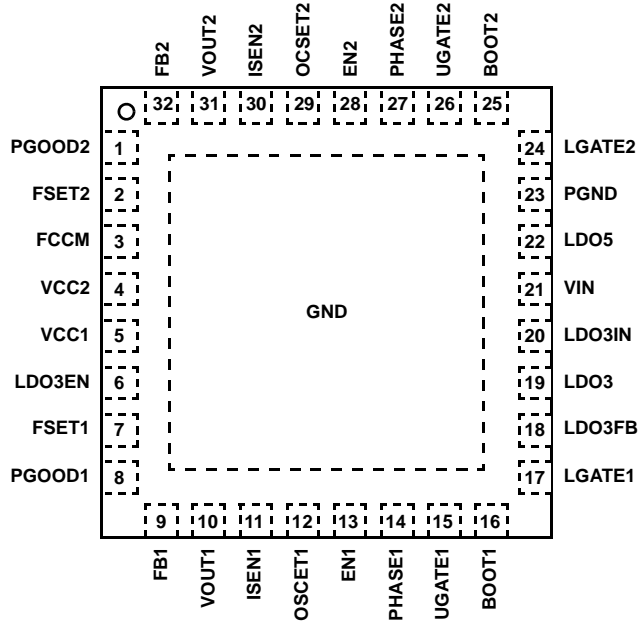 FB2
VOUT2
ISEN2
OCSET2
EN2
PHASE2
UGATE2
BOOT2
32
31
30
29
28
27
26
25
PGOOD2 1
FSET2 2
FCCM 3
VCC2 4
VCC1 5
LDO3EN 6
FSET1 7
PGOOD1 8
GND
24 LGATE2
23 PGND
22 LDO5
21 VIN
20 LDO3IN
19 LDO3
18 LDO3FB
17 LGATE1
9
10
11
12
13
14
15
16
FB1
VOUT1
ISEN1
OSCET1
EN1
PHASE1
UGATE1
BOOT1